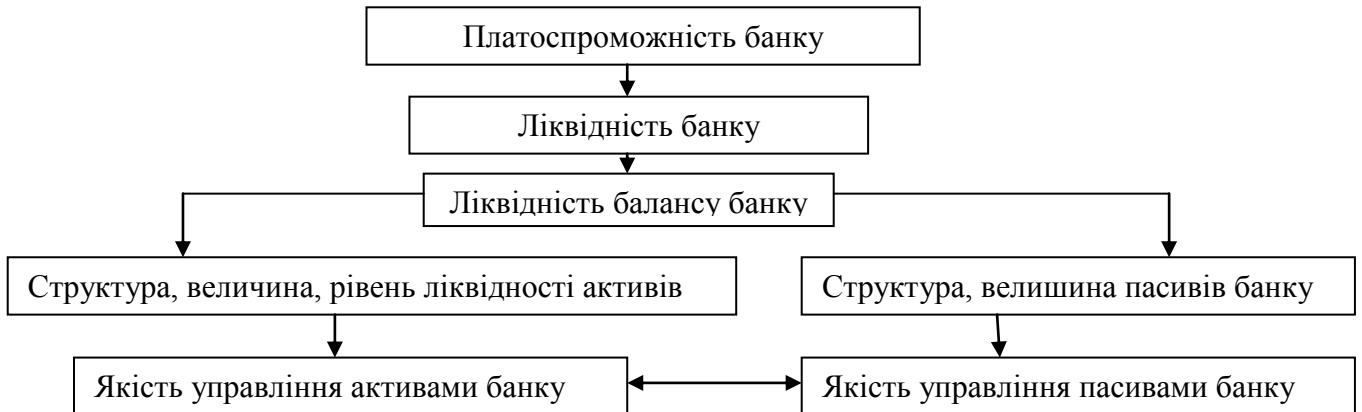 Платоспроможність банку
Ліквідність банку
Ліквідність балансу банку
Структура, величина, рівень ліквідності активів
Структура, велишина пасивів банку
Якість управління активами банку
Якість управління пасивами банку